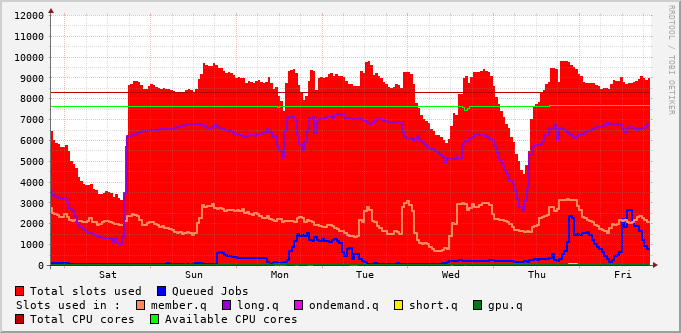 12000
11000
10000
9000
8000
7000
6000
5000
4000
3000
2000
1000
0
Sat Sun Mon Tue Wed Thu Fri
RRDTOOL / TOBI OETIKER
Total slots used Queued Jobs
Slots used in : member.q long.q ondemand.q short.q gpu.q
Total CPU cores Available CPU cores